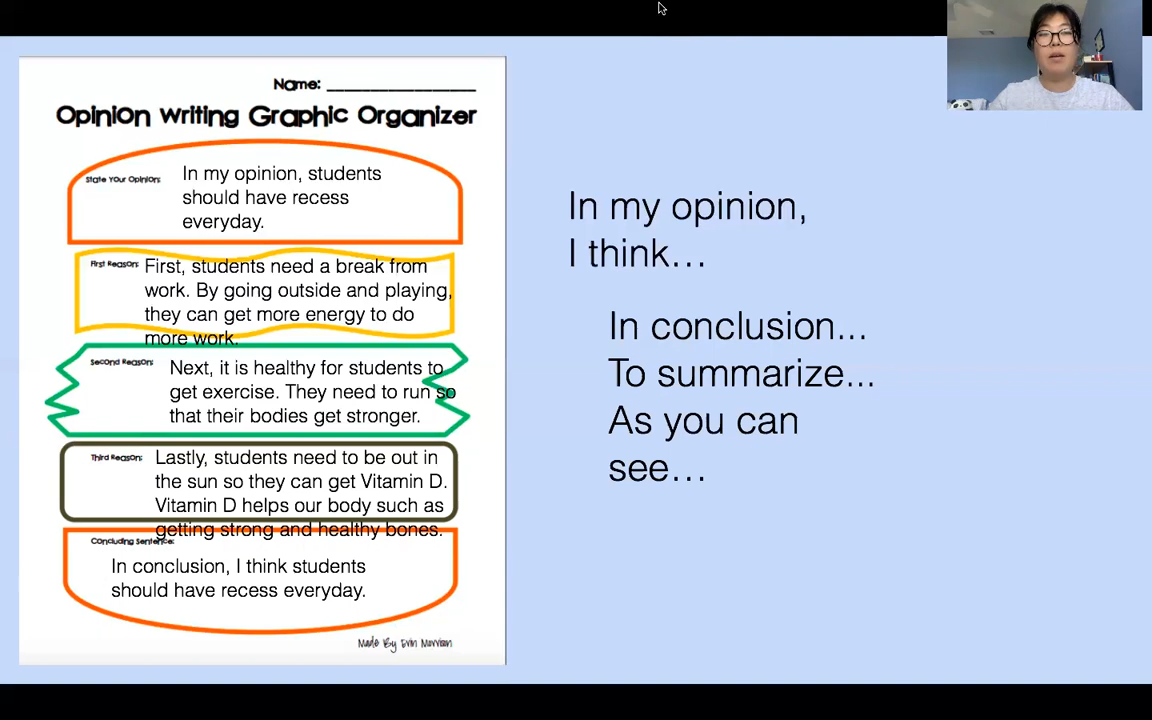 Name: _______________
Opinion Writing Graphic Organizer
State Your Opinion:
In my opinion, students
should have recess
everyday.
First Reason:
First, students need a break from
work. By going outside and playing,
they can get more energy to do
more work.
Second Reason:
Next, it is healthy for students to
get exercise. They need to run so
that their bodies get stronger.
Third Reason:
Lastly, students need to be out in
the sun so they can get Vitamin D.
Vitamin D helps our body such as
getting strong and healthy bones.
Concluding Sentence:
In conclusion, I think students
should have recess everyday.
Made By Erin Morrison
In my opinion,
I think…
In conclusion...
To summarize...
As you can
see…